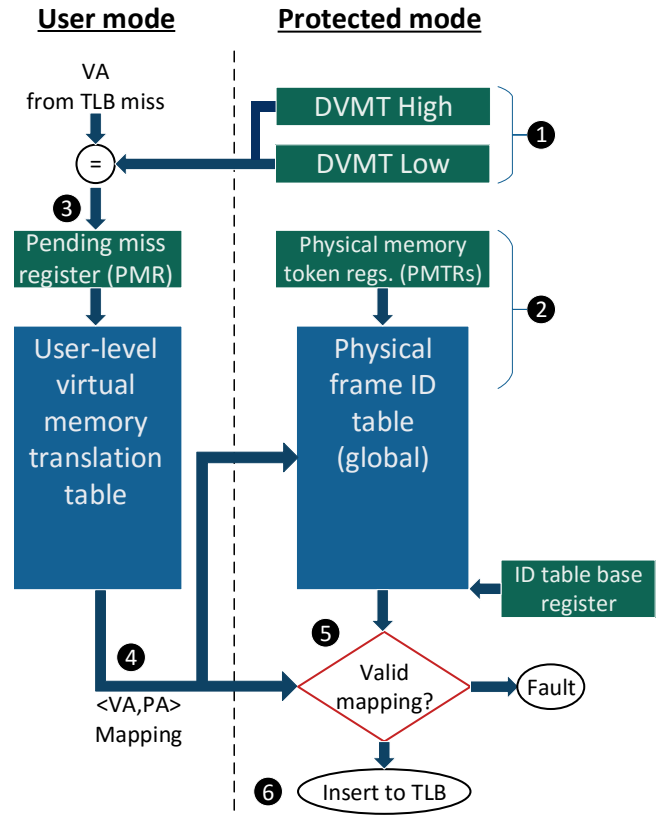 User mode
Protected mode
VA
from TLB miss
DVMT High
1
DVMT Low
=
3
Pending miss
register (PMR)
Physical memory
token regs. (PMTRs)
2
User-level
virtual
memory
translation
table
Physical
frame ID
table
(global)
ID table base
register
4
<VA,PA>
Mapping
5
Valid
mapping?
Fault
6
Insert to TLB